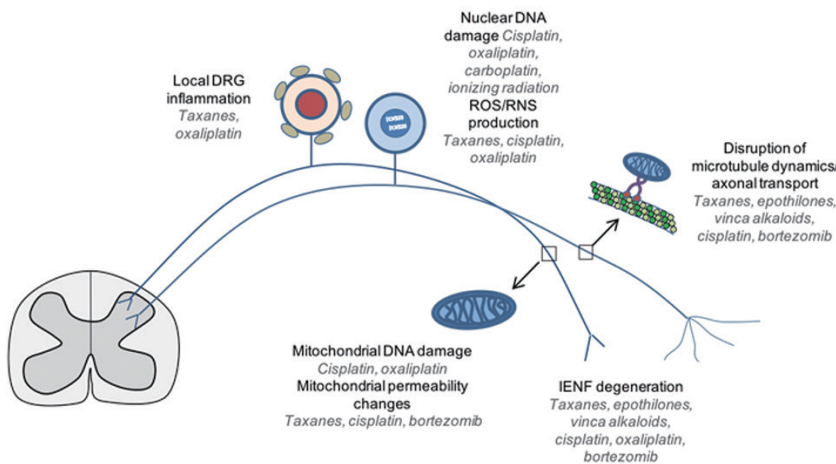 Local DRG
inflammation
Taxanes,
oxaliplatin
Nuclear DNA
damage Cisplatin,
oxaliplatin,
carboplatin,
ionizing radiation
ROS/RNS
production
Taxanes, cisplatin,
oxaliplatin
Disruption of
microtubule dynamics/
axonal transport
Taxanes, epothilones,
vinca alkaloids,
cisplatin, bortezomib
Mitochondrial DNA damage
Cisplatin, oxaliplatin
Mitochondrial permeability
changes
Taxanes, cisplatin, bortezomib
IENF degeneration
Taxanes, epothilones,
vinca alkaloids,
cisplatin, oxaliplatin,
bortezomib